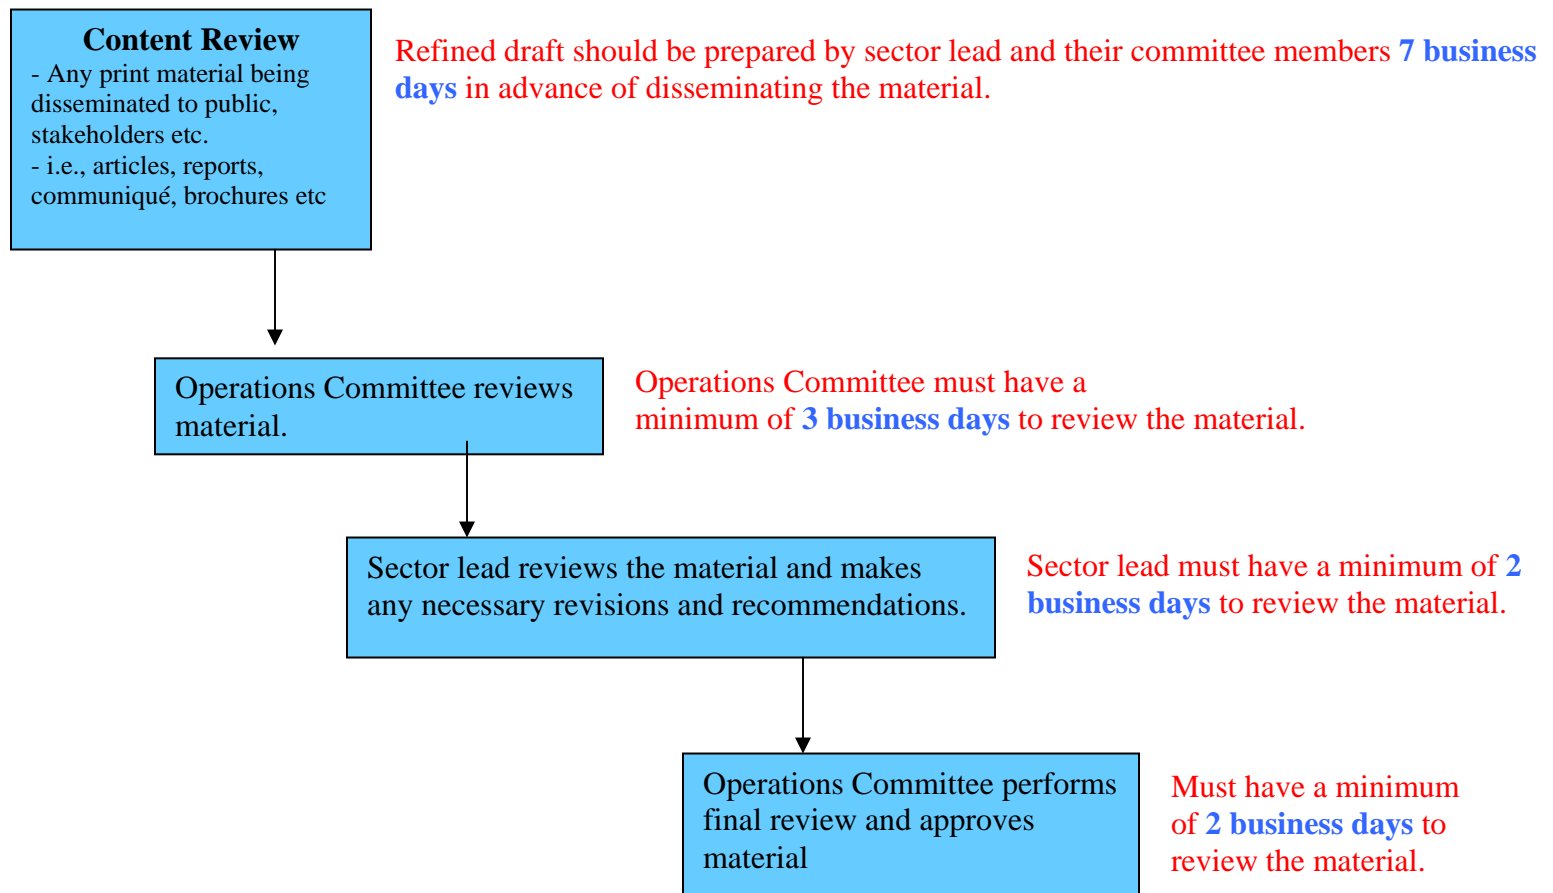 Content Review
- Any print material being
disseminated to public,
stakeholders etc.
- i.e., articles, reports,
communiqué, brochures etc
Refined draft should be prepared by sector lead and their committee members 7 business
days in advance of disseminating the material.
Operations Committee reviews
material.
Operations Committee must have a
minimum of 3 business days to review the material.
Sector lead reviews the material and makes
any necessary revisions and recommendations.
Sector lead must have a minimum of 2
business days to review the material.
Operations Committee performs
final review and approves
material
Must have a minimum
of 2 business days to
review the material.